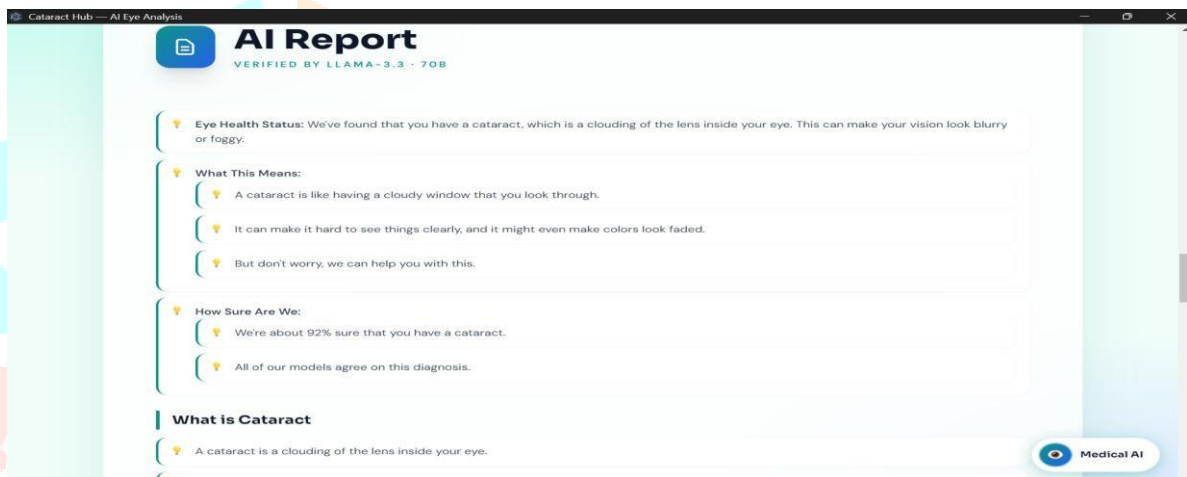 Cataract Hub — AI Eye Analysis
AI Report
VERIFIED BY LLAMA-3.3 · 70B
Eye Health Status: We've found that you have a cataract, which is a clouding of the lens inside your eye. This can make your vision look blurry
or foggy.
What This Means:
A cataract is like having a cloudy window that you look through.
It can make it hard to see things clearly, and it might even make colors look faded.
But don't worry, we can help you with this.
How Sure Are We:
We're about 92% sure that you have a cataract.
All of our models agree on this diagnosis.
What is Cataract
A cataract is a clouding of the lens inside your eye.
Medical AI